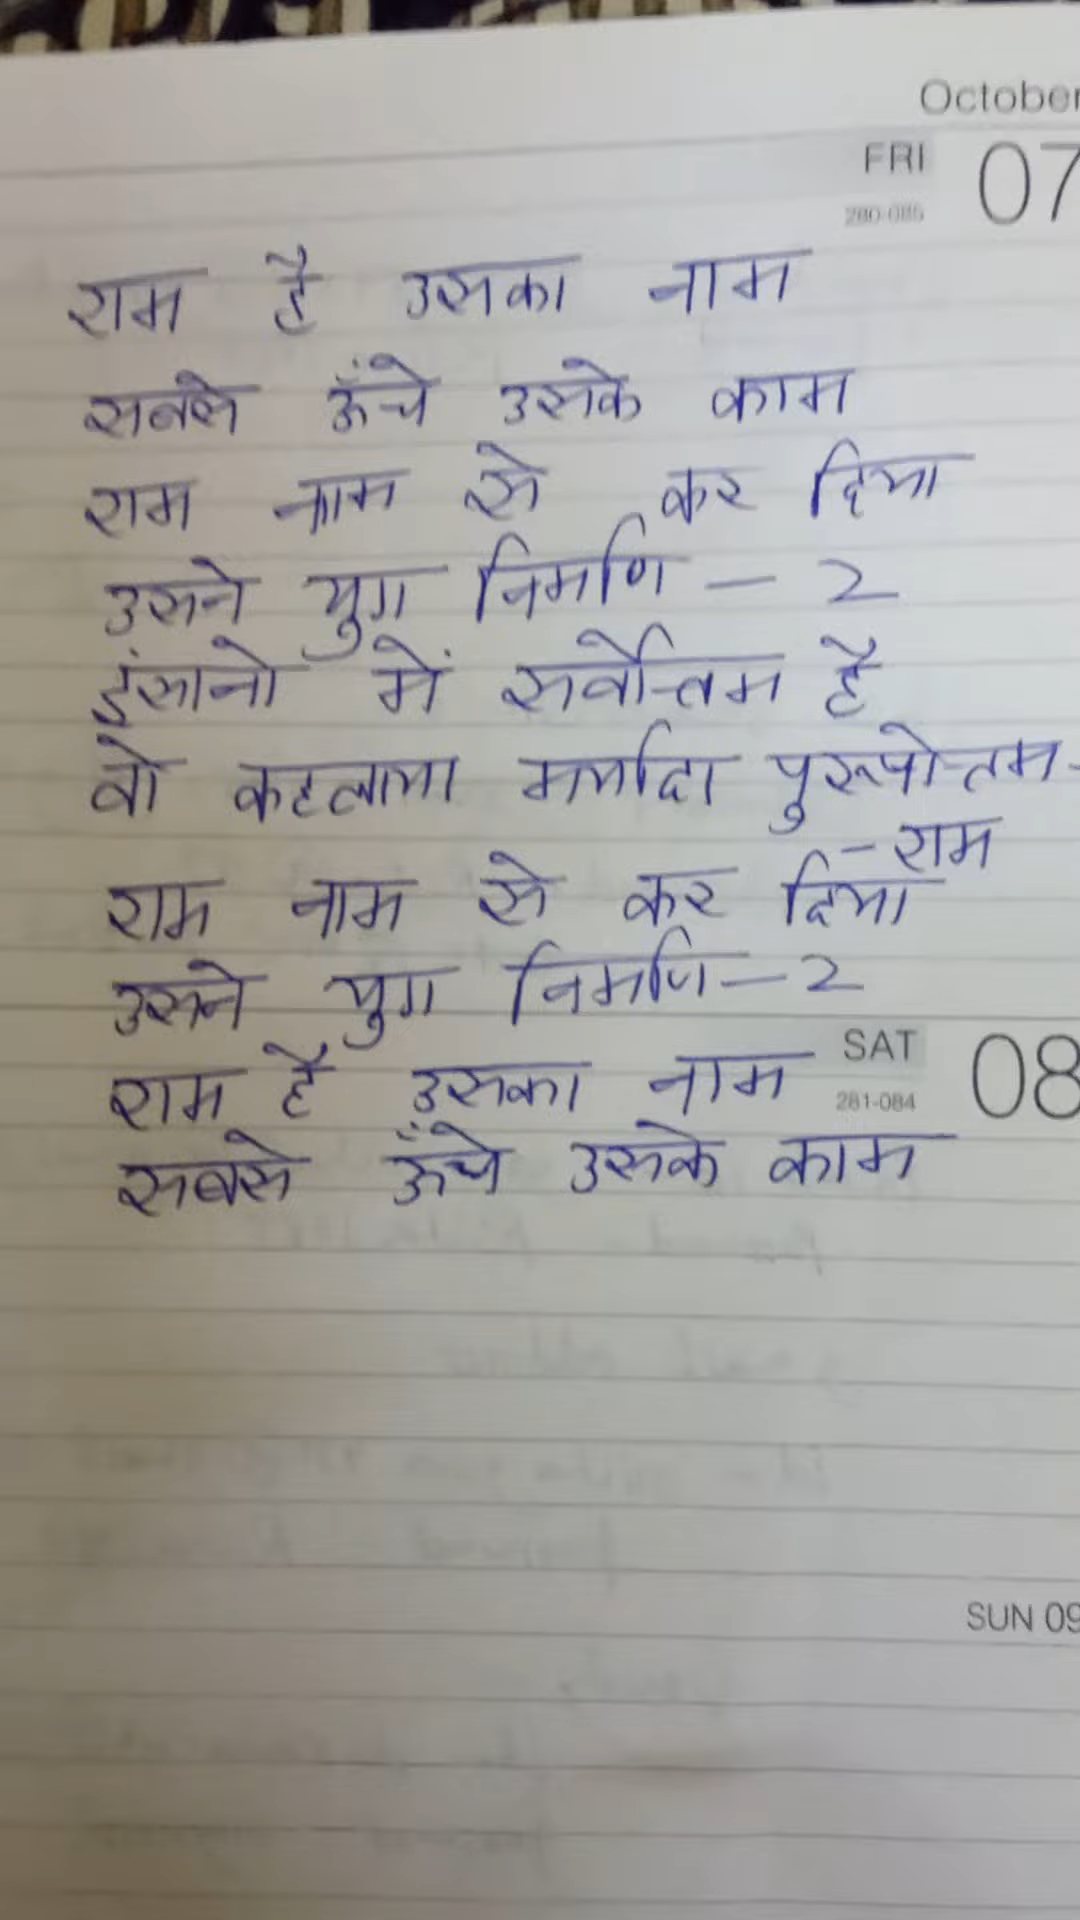 October
FRI 07
280-085
राम है उसका नाम
सबसे ऊँचे उसके काम
राम नाम से कर दिया
उसने युग निर्माण - 2
इंसानो में सर्वोत्तम है
वो कहलाया मर्यादा पुरूषोत्तम -
- राम
राम नाम से कर दिया
उसने युग निर्माण - 2
SAT 08
281-084
राम है उसका नाम
सबसे ऊँचे उसके काम
SUN 09